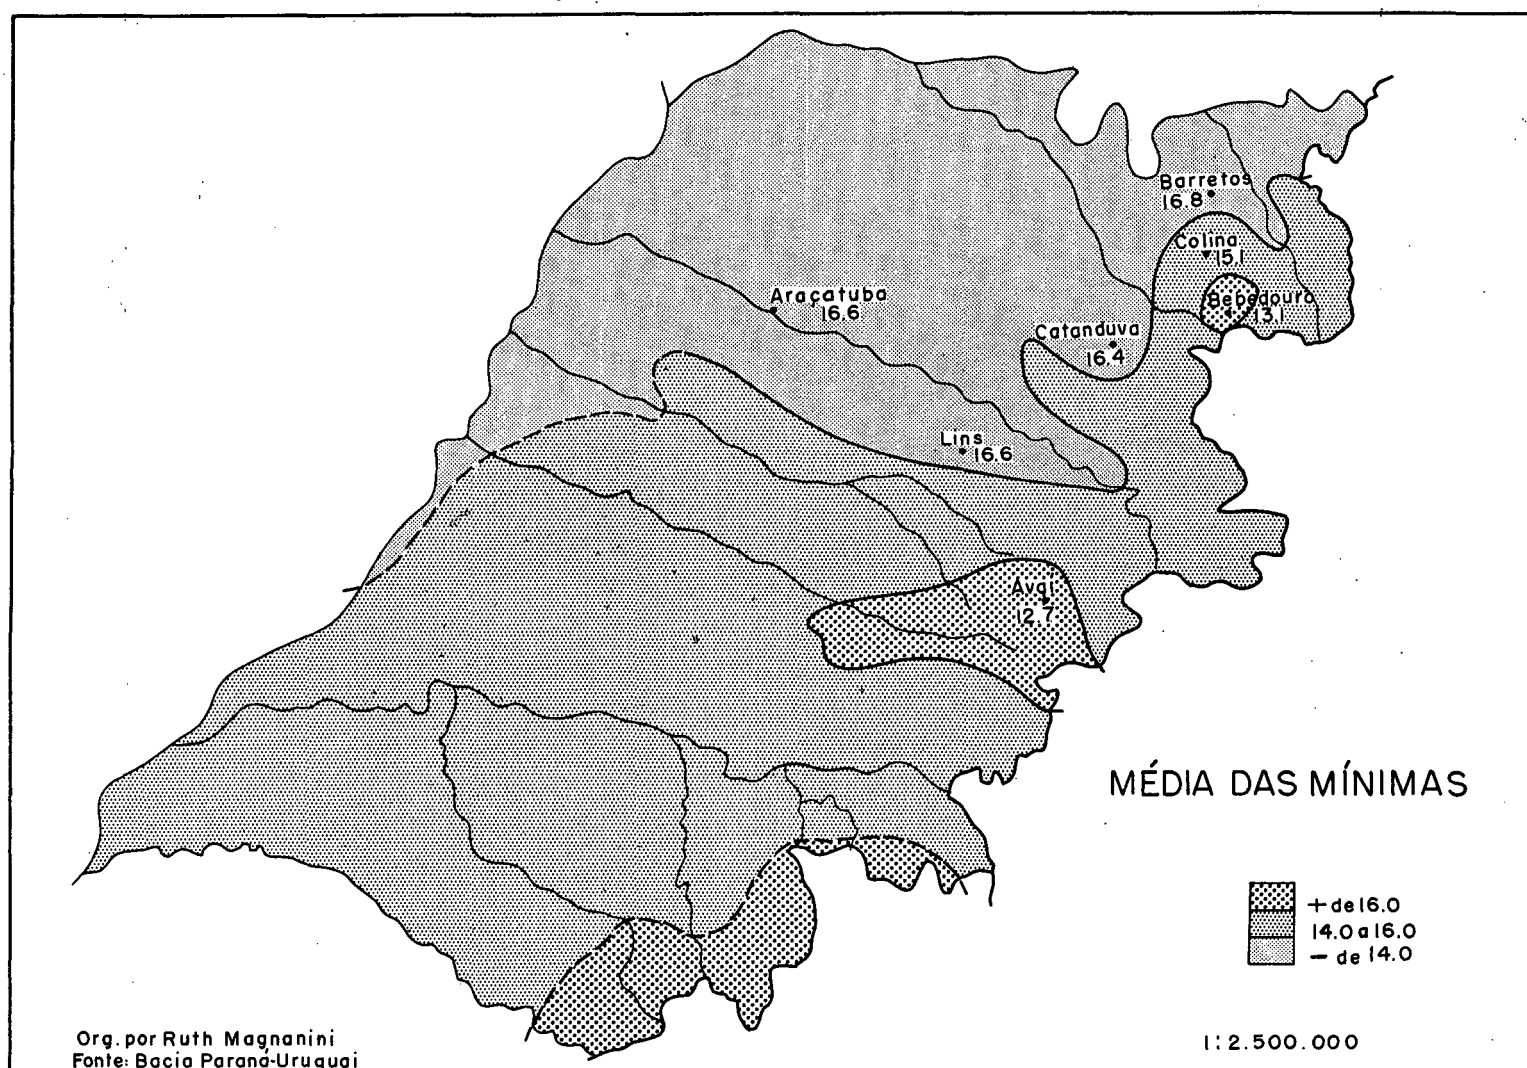 Barretos
16.8
Colina
15.1
Araçatuba
16.6
Bebedouro
13.1
Catanduva
16.4
Lins
16.6
Avaí
12.7
MÉDIA DAS MÍNIMAS
+ de 16.0
14.0 a 16.0
- de 14.0
Org. por Ruth Magnanini
Fonte: Bacia Paraná-Uruguai
1:2.500.000